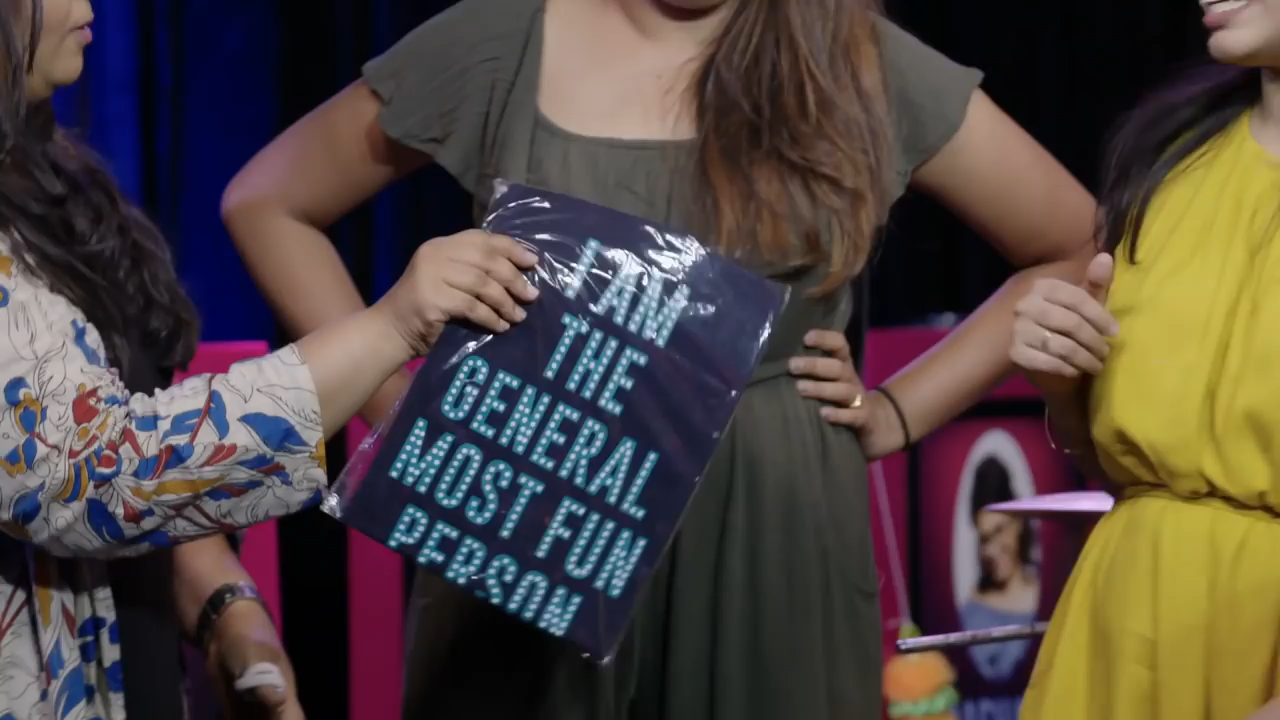 I AM
THE
GENERAL
MOST FUN
PERSON